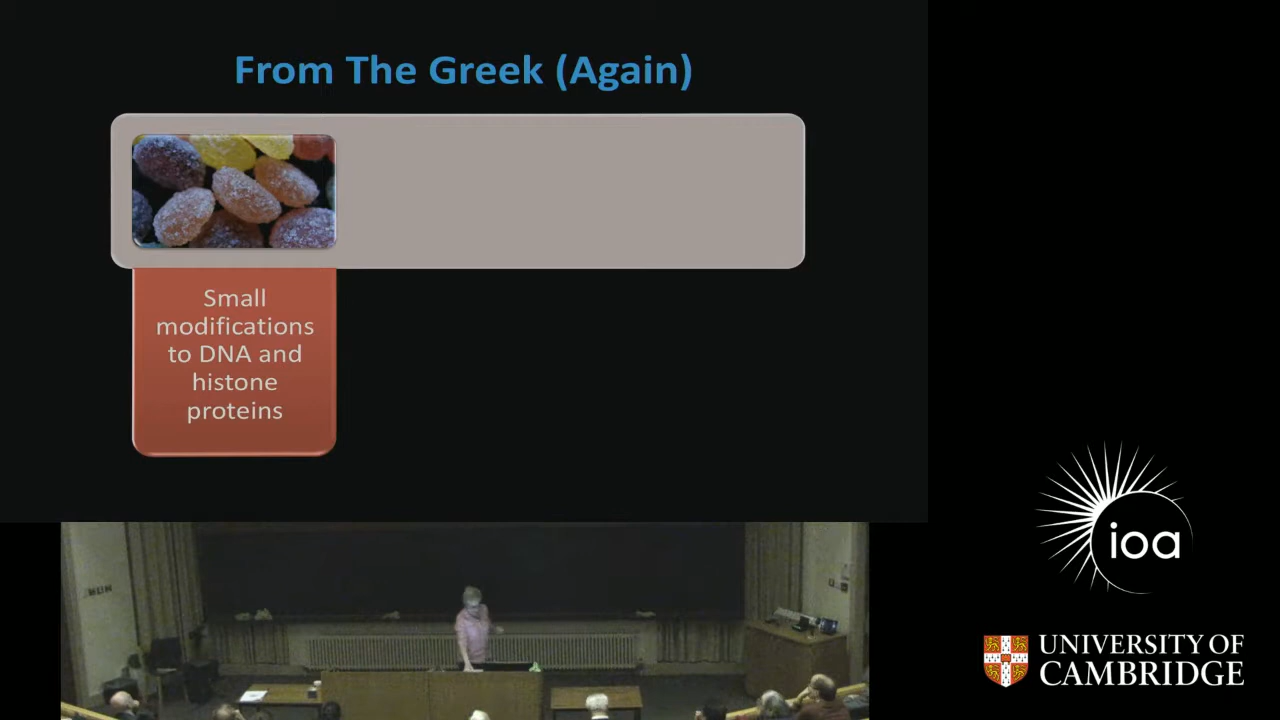 From The Greek (Again)
Small
modifications
to DNA and
histone
proteins
ioa
UNIVERSITY OF
CAMBRIDGE